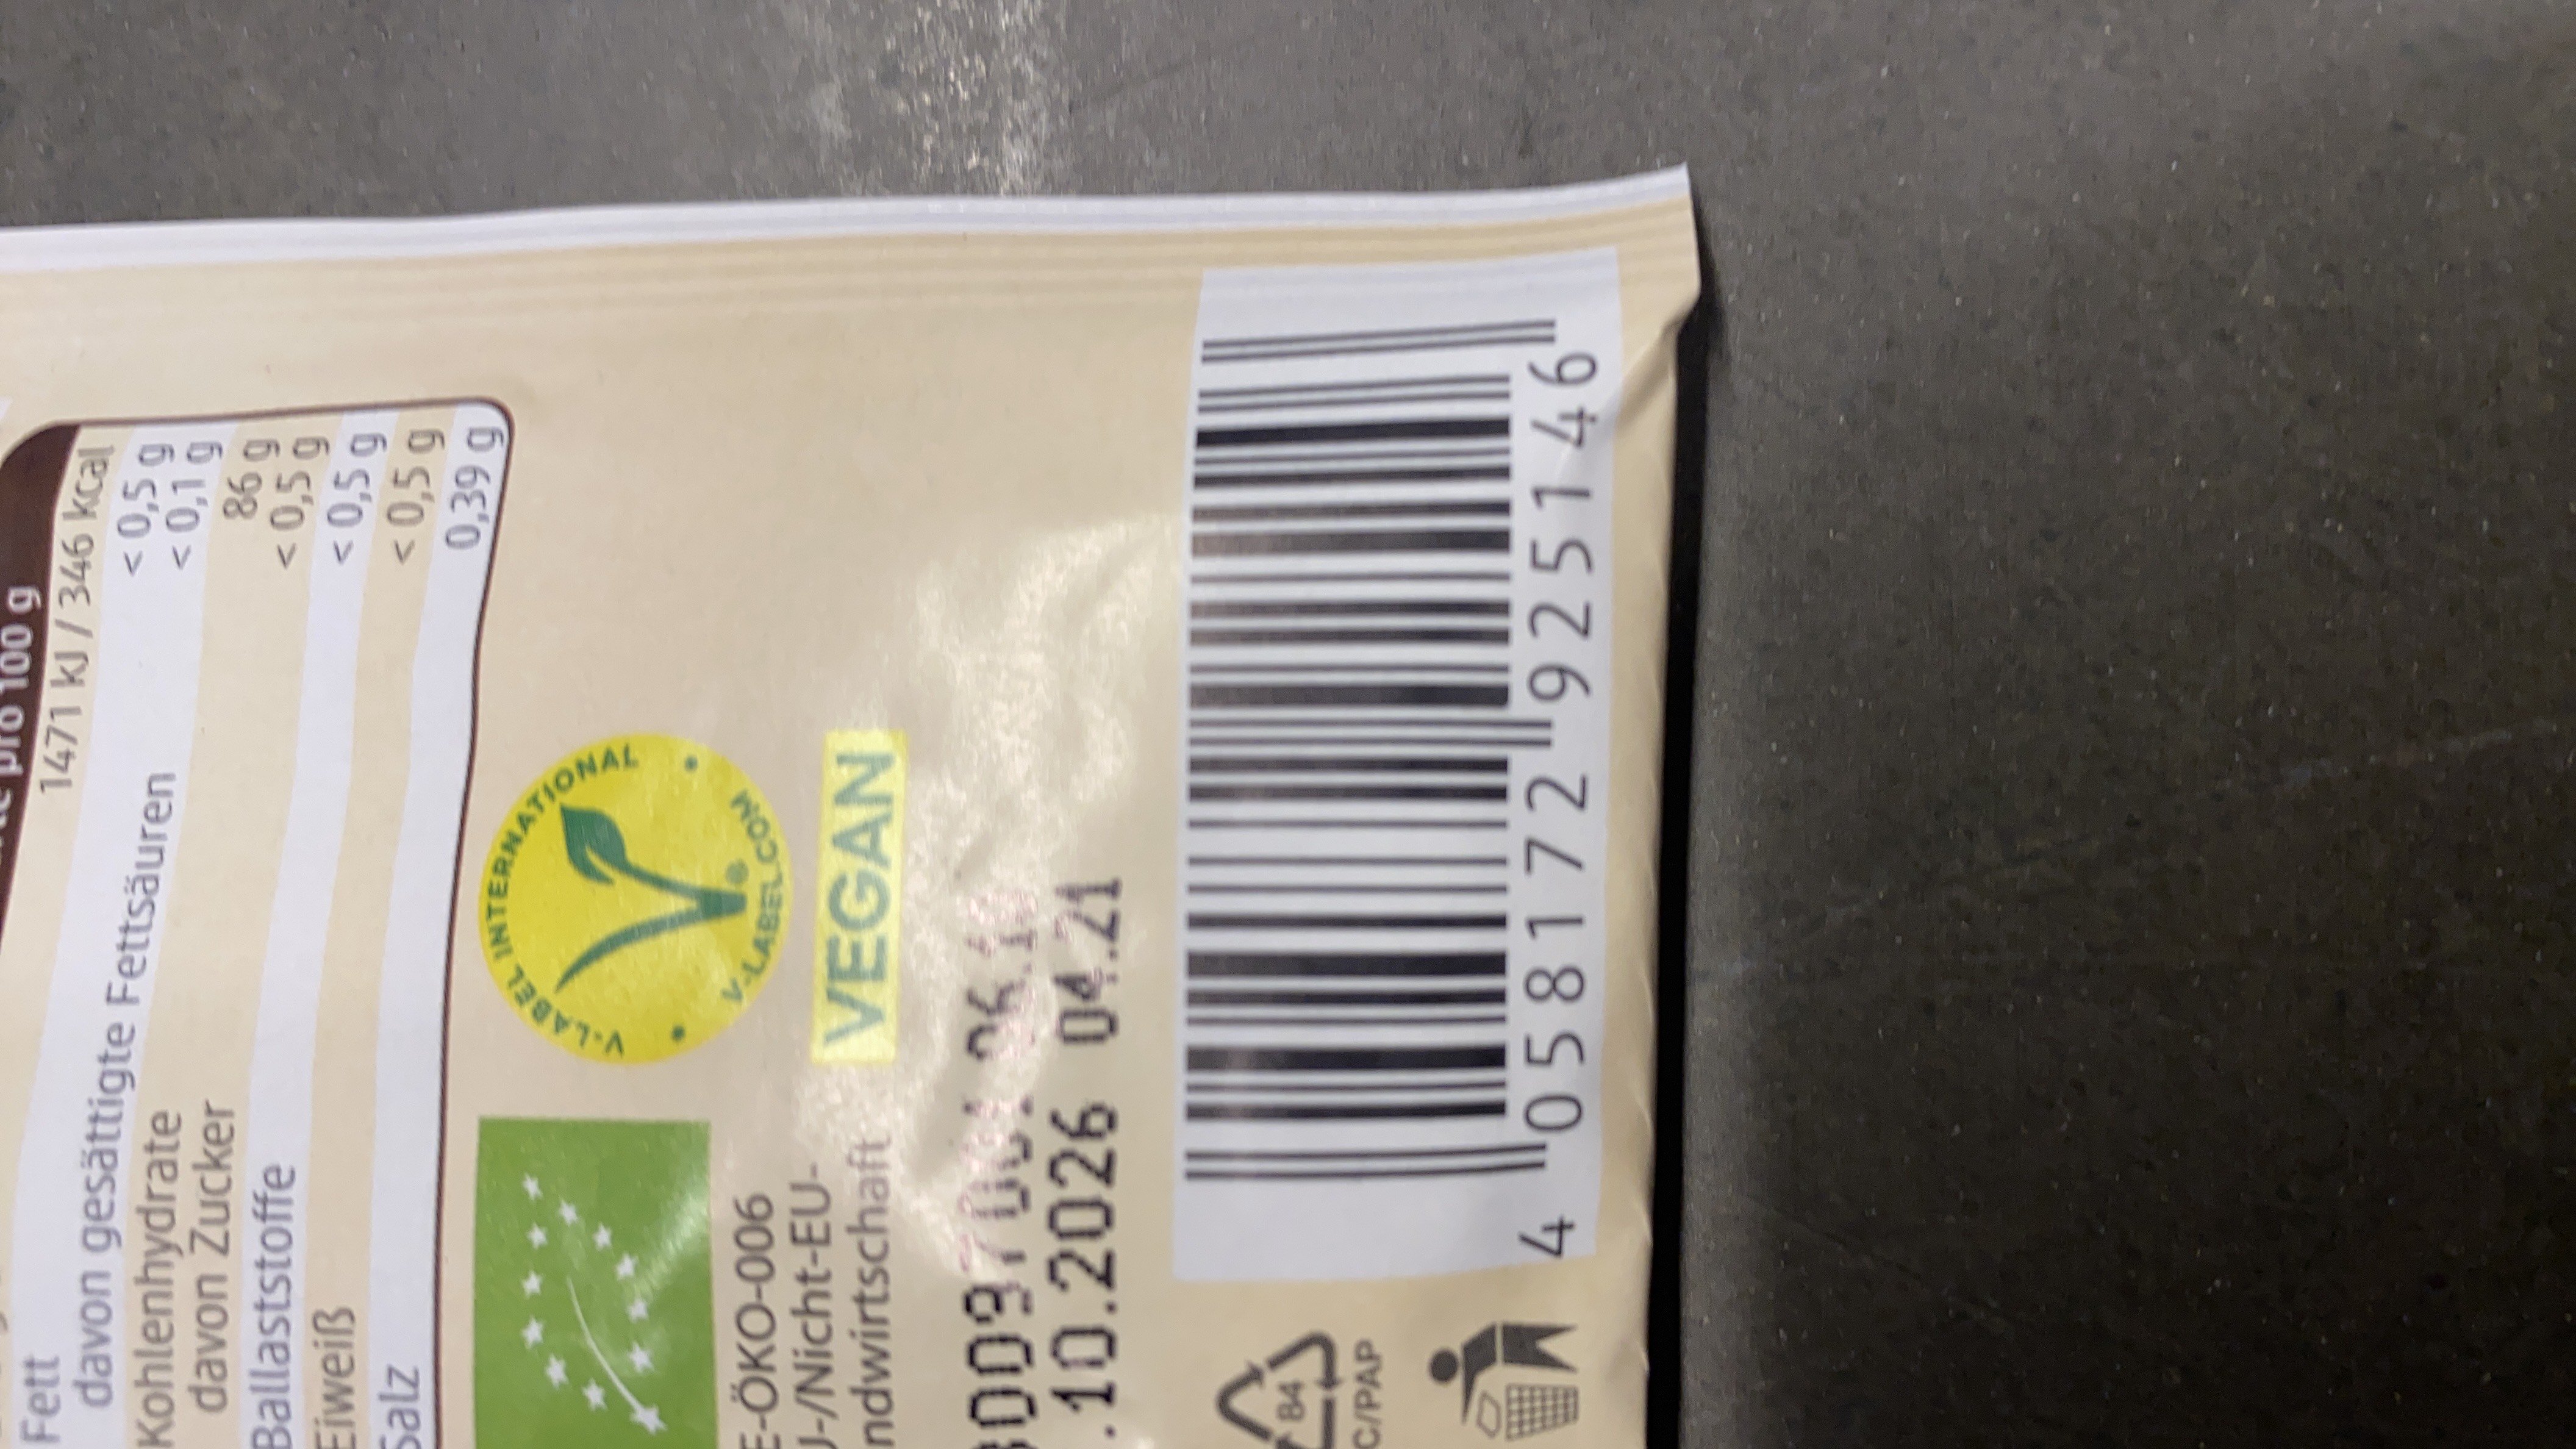 pro 100 g
1471 kJ / 346 kcal
Fett < 0,5 g
davon gesättigte Fettsäuren < 0,1 g
Kohlenhydrate 86 g
davon Zucker < 0,5 g
Ballaststoffe < 0,5 g
Eiweiß < 0,5 g
Salz 0,39 g
V-LABEL INTERNATIONAL
V-LABEL.COM
VEGAN
E-ÖKO-006
J-/Nicht-EU-
ndwirtschaft
.10.2026 04.21
84
C/PAP
4 058172 925146